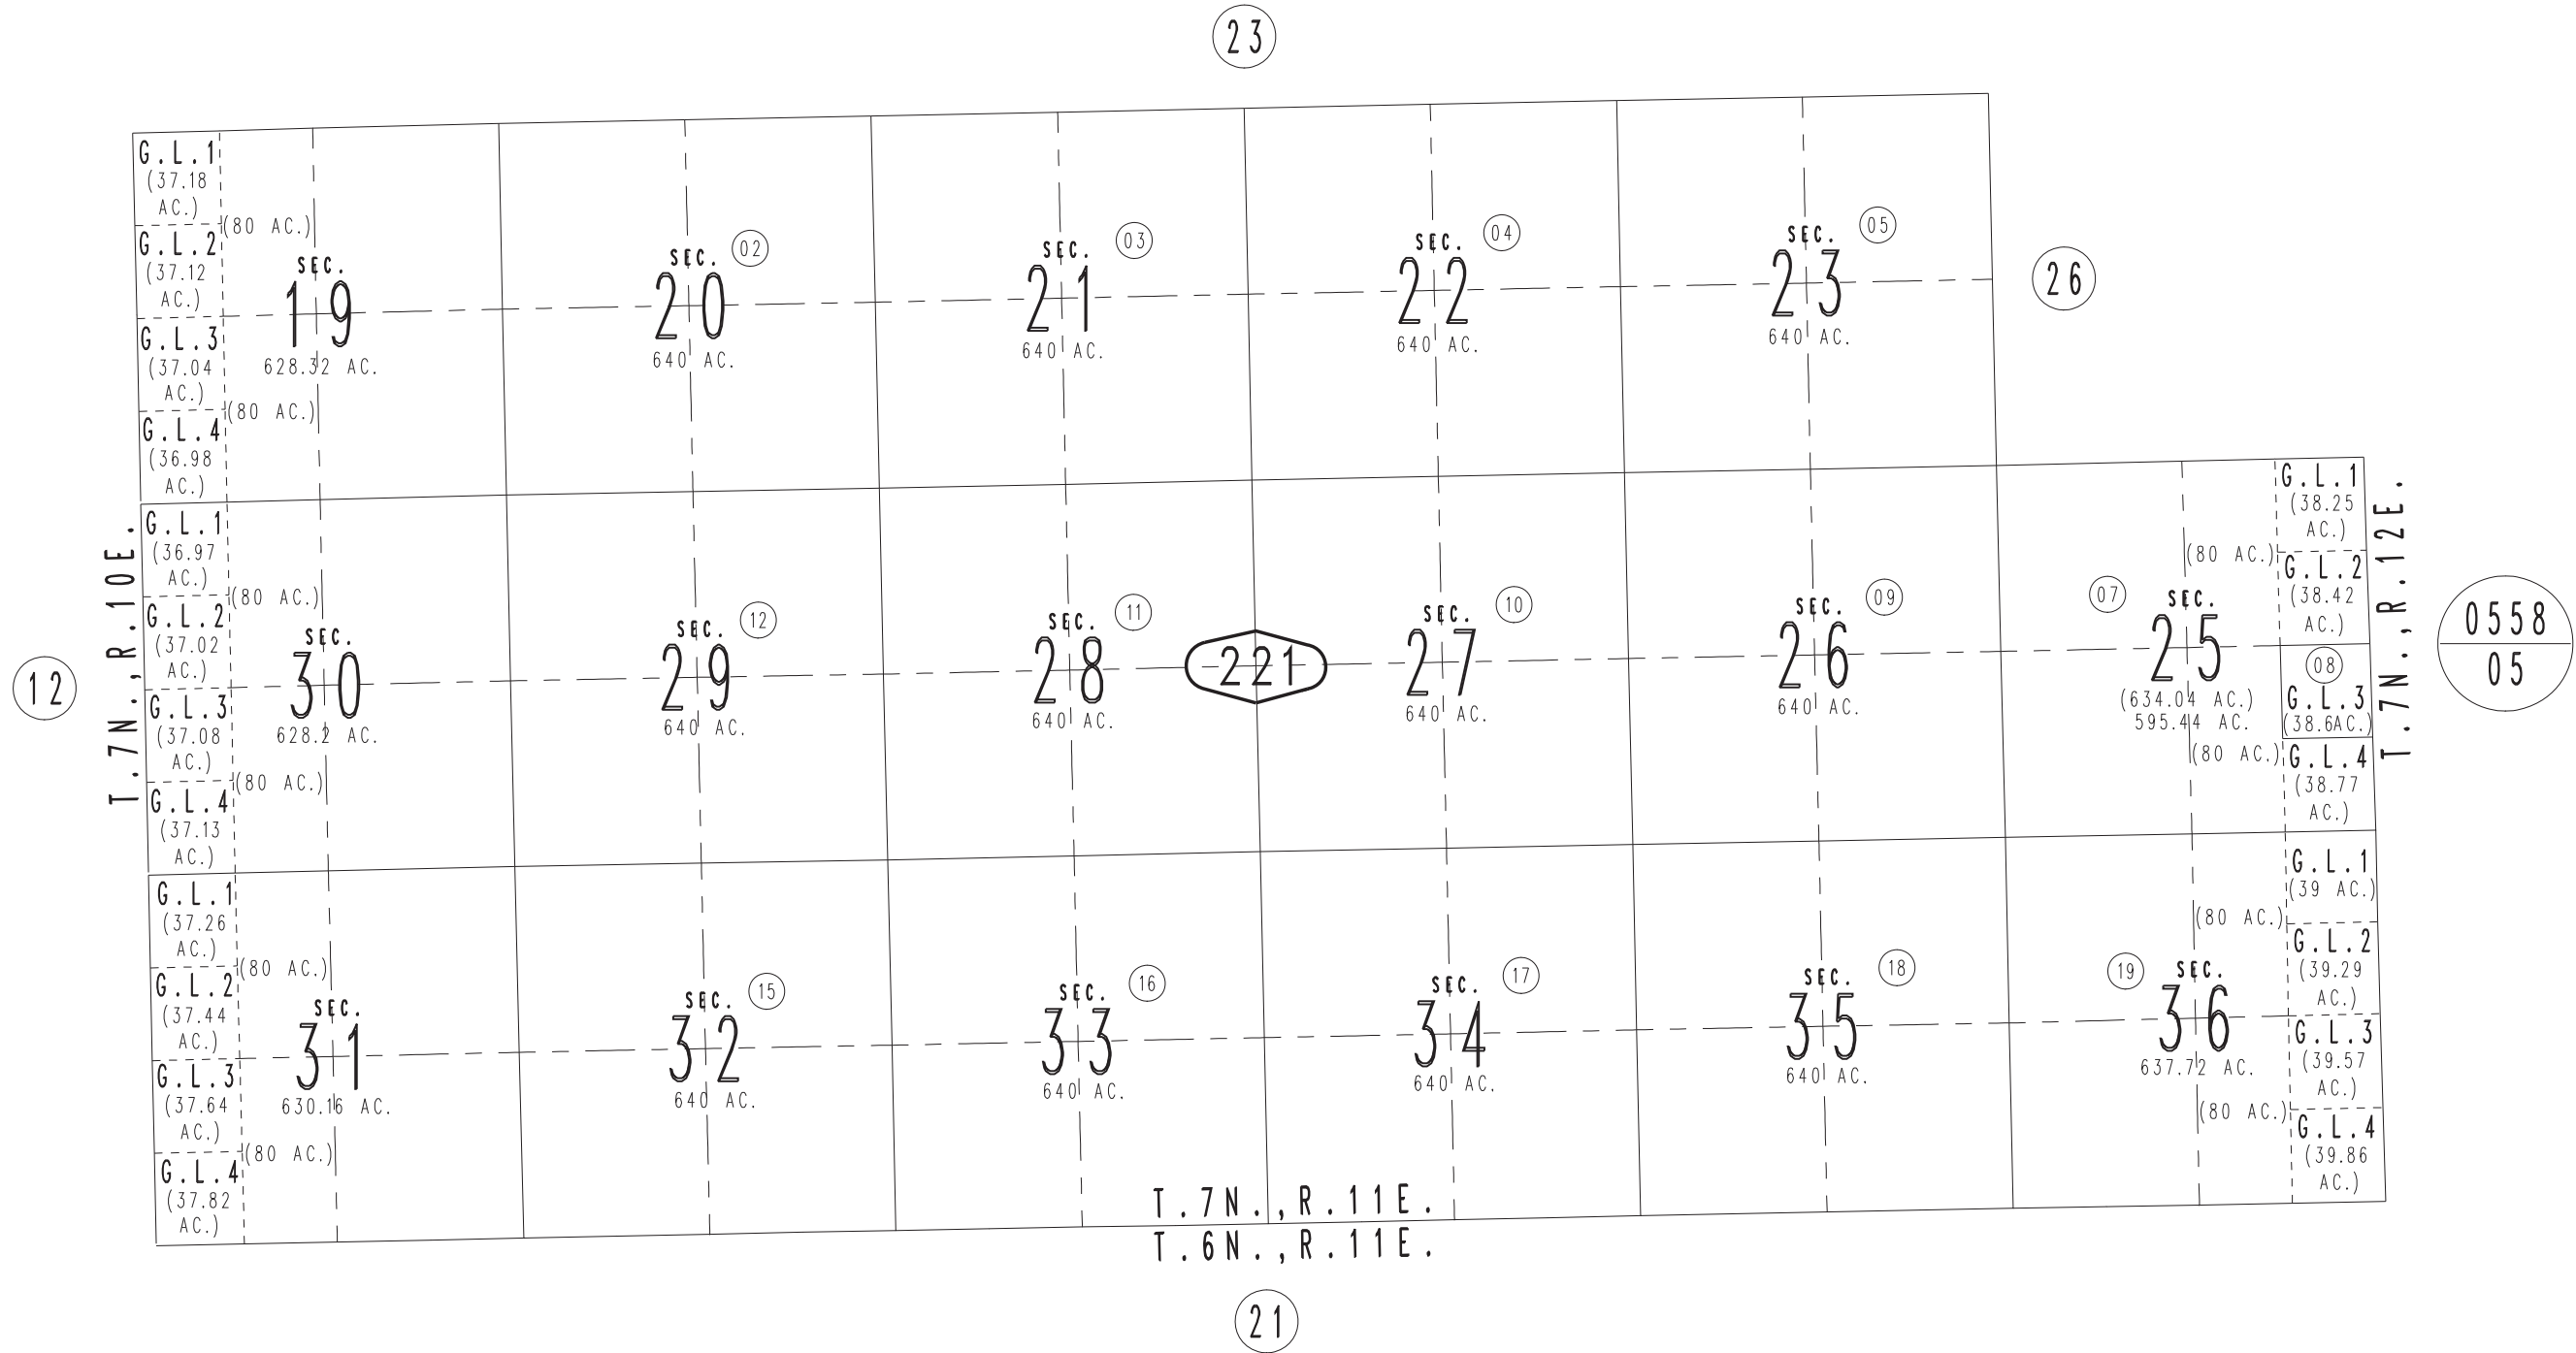 23
G.L.1
(37.18
AC.)
G.L.2
(37.12
AC.)
G.L.3
(37.04
AC.)
G.L.4
(36.98
AC.)
(80 AC.)
SEC.
19
628.32 AC.
(80 AC.)
SEC.
02
20
640 AC.
SEC.
03
21
640 AC.
SEC.
04
22
640 AC.
SEC.
05
23
640 AC.
26
12
T.7N.,R.10E.
G.L.1
(36.97
AC.)
G.L.2
(37.02
AC.)
G.L.3
(37.08
AC.)
G.L.4
(37.13
AC.)
(80 AC.)
SEC.
30
628.2 AC.
(80 AC.)
SEC.
12
29
640 AC.
SEC.
11
28
640 AC.
221
SEC.
10
27
640 AC.
SEC.
09
26
640 AC.
07
SEC.
25
(634.04 AC.)
595.44 AC.
(80 AC.)
(80 AC.)
G.L.1
(38.25
AC.)
G.L.2
(38.42
AC.)
08
G.L.3
(38.6AC.)
G.L.4
(38.77
AC.)
T.7N.,R.12E.
0558
05
G.L.1
(37.26
AC.)
G.L.2
(37.44
AC.)
G.L.3
(37.64
AC.)
G.L.4
(37.82
AC.)
(80 AC.)
SEC.
31
630.16 AC.
(80 AC.)
SEC.
15
32
640 AC.
SEC.
16
33
640 AC.
SEC.
17
34
640 AC.
SEC.
18
35
640 AC.
19
SEC.
36
637.72 AC.
(80 AC.)
(80 AC.)
G.L.1
(39 AC.)
G.L.2
(39.29
AC.)
G.L.3
(39.57
AC.)
G.L.4
(39.86
AC.)
T.7N.,R.11E.
T.6N.,R.11E.
21